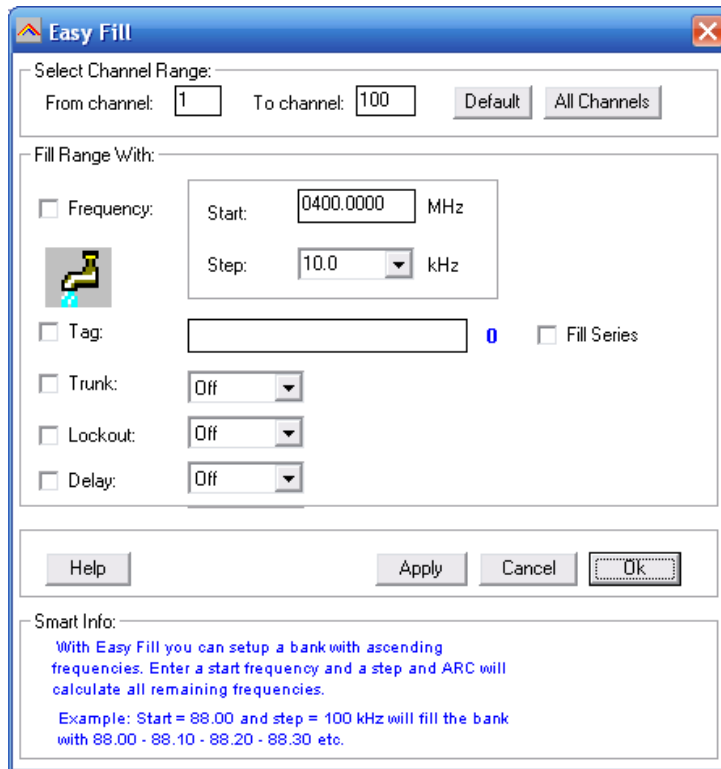 Easy Fill
Select Channel Range:
From channel: 1 To channel: 100 Default All Channels
Fill Range With:
Frequency: Start: 0400.0000 MHz
Step: 10.0 kHz
Tag: 0 Fill Series
Trunk: Off
Lockout: Off
Delay: Off
Help Apply Cancel Ok
Smart Info:
With Easy Fill you can setup a bank with ascending
frequencies. Enter a start frequency and a step and ARC will
calculate all remaining frequencies.
Example: Start = 88.00 and step = 100 kHz will fill the bank
with 88.00 - 88.10 - 88.20 - 88.30 etc.